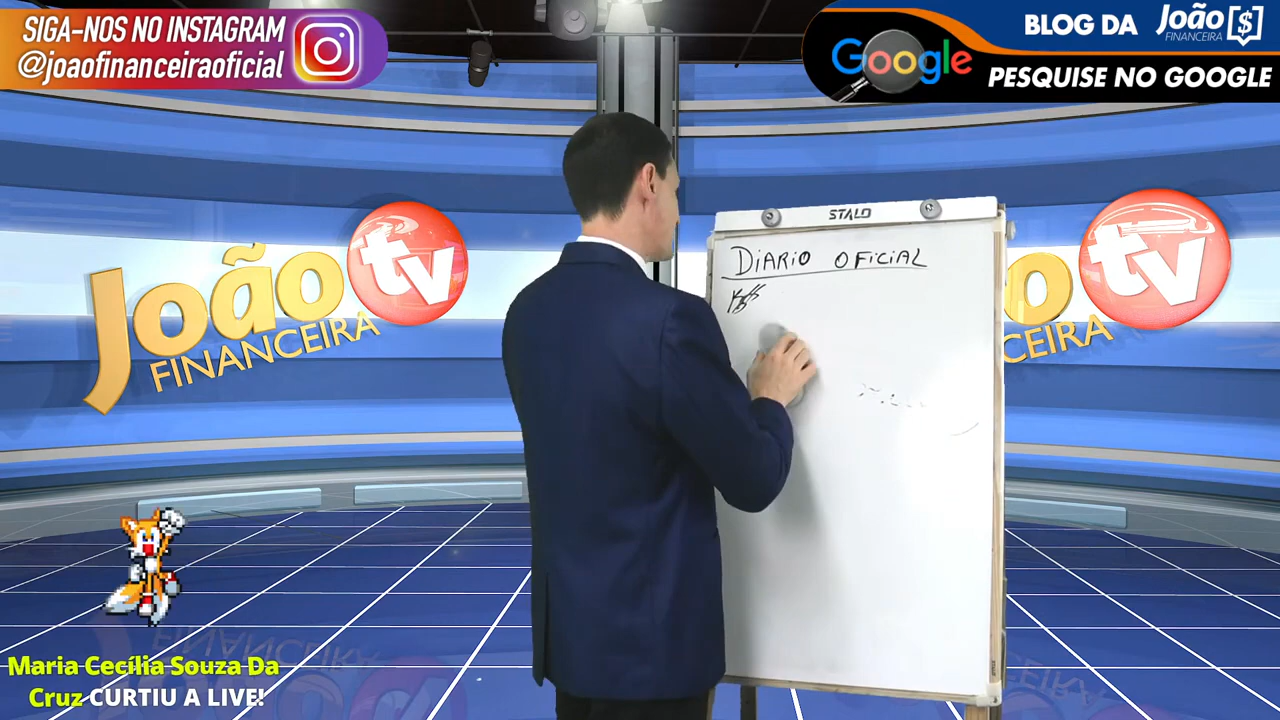 SIGA-NOS NO INSTAGRAM
@joaofinanceiraoficial
BLOG DA João FINANCEIRA
Google PESQUISE NO GOOGLE
João tv
FINANCEIRA
STALO
DIARIO OFICIAL
o tv
CEIRA
Maria Cecília Souza Da
Cruz CURTIU A LIVE!